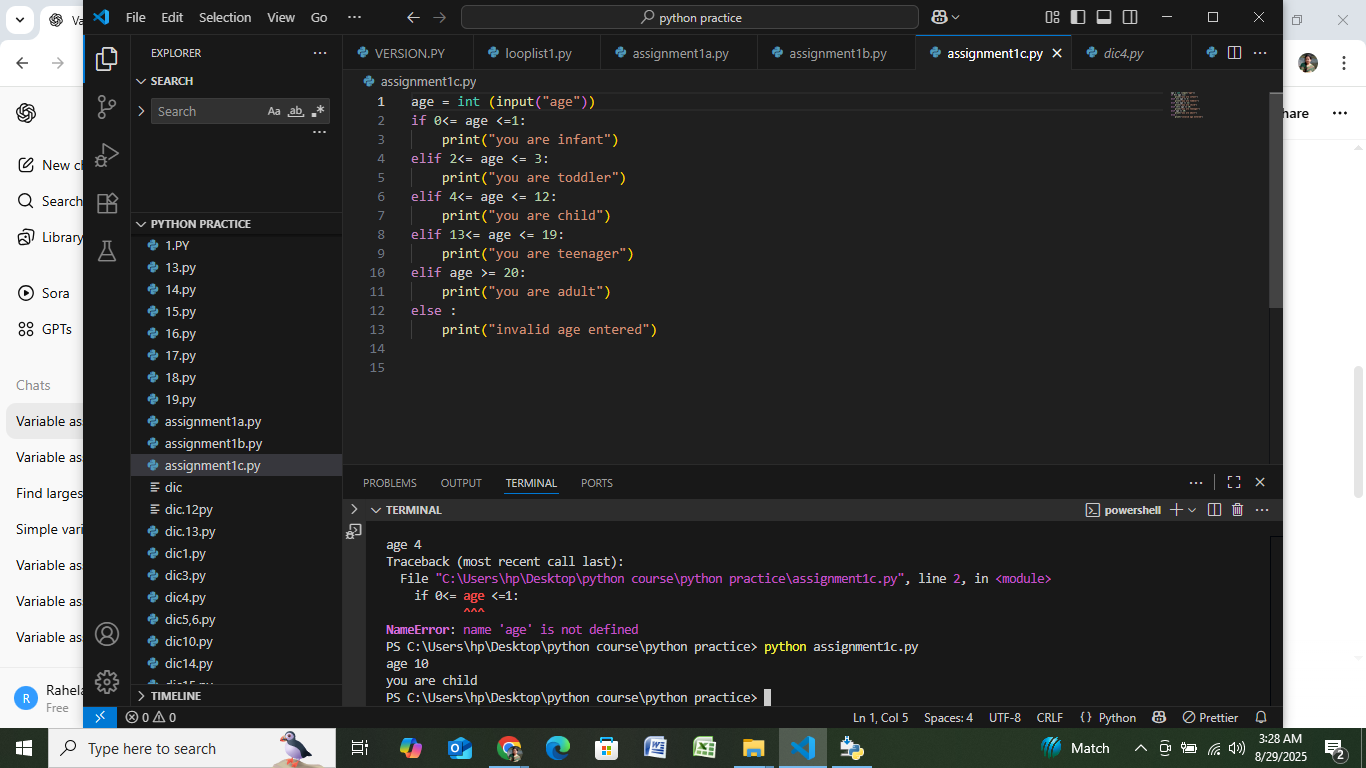 Va
File Edit Selection View Go ··· python practice
hare
New cl
Search
Library
Sora
GPTs
Chats
Variable as
Variable as
Find larges
Simple vari
Variable as
Variable as
Variable as
R
Rahela
Free
EXPLORER
SEARCH
Search Aa ab
PYTHON PRACTICE
1.PY
13.py
14.py
15.py
16.py
17.py
18.py
19.py
assignment1a.py
assignment1b.py
assignment1c.py
dic
dic.12py
dic.13.py
dic1.py
dic3.py
dic4.py
dic5,6.py
dic10.py
dic14.py
TIMELINE
VERSION.PY looplist1.py assignment1a.py assignment1b.py assignment1c.py dic4.py
assignment1c.py
1 age = int (input("age"))
2 if 0<= age <=1:
3 print("you are infant")
4 elif 2<= age <= 3:
5 print("you are toddler")
6 elif 4<= age <= 12:
7 print("you are child")
8 elif 13<= age <= 19:
9 print("you are teenager")
10 elif age >= 20:
11 print("you are adult")
12 else :
13 print("invalid age entered")
14
15
PROBLEMS OUTPUT TERMINAL PORTS
TERMINAL powershell
age 4
Traceback (most recent call last):
File "C:\Users\hp\Desktop\python course\python practice\assignment1c.py", line 2, in <module>
if 0<= age <=1:
^^^
NameError: name 'age' is not defined
PS C:\Users\hp\Desktop\python course\python practice> python assignment1c.py
age 10
you are child
PS C:\Users\hp\Desktop\python course\python practice>
0 0 Ln 1, Col 5 Spaces: 4 UTF-8 CRLF {} Python Prettier
Type here to search Match 3:28 AM
8/29/2025
2